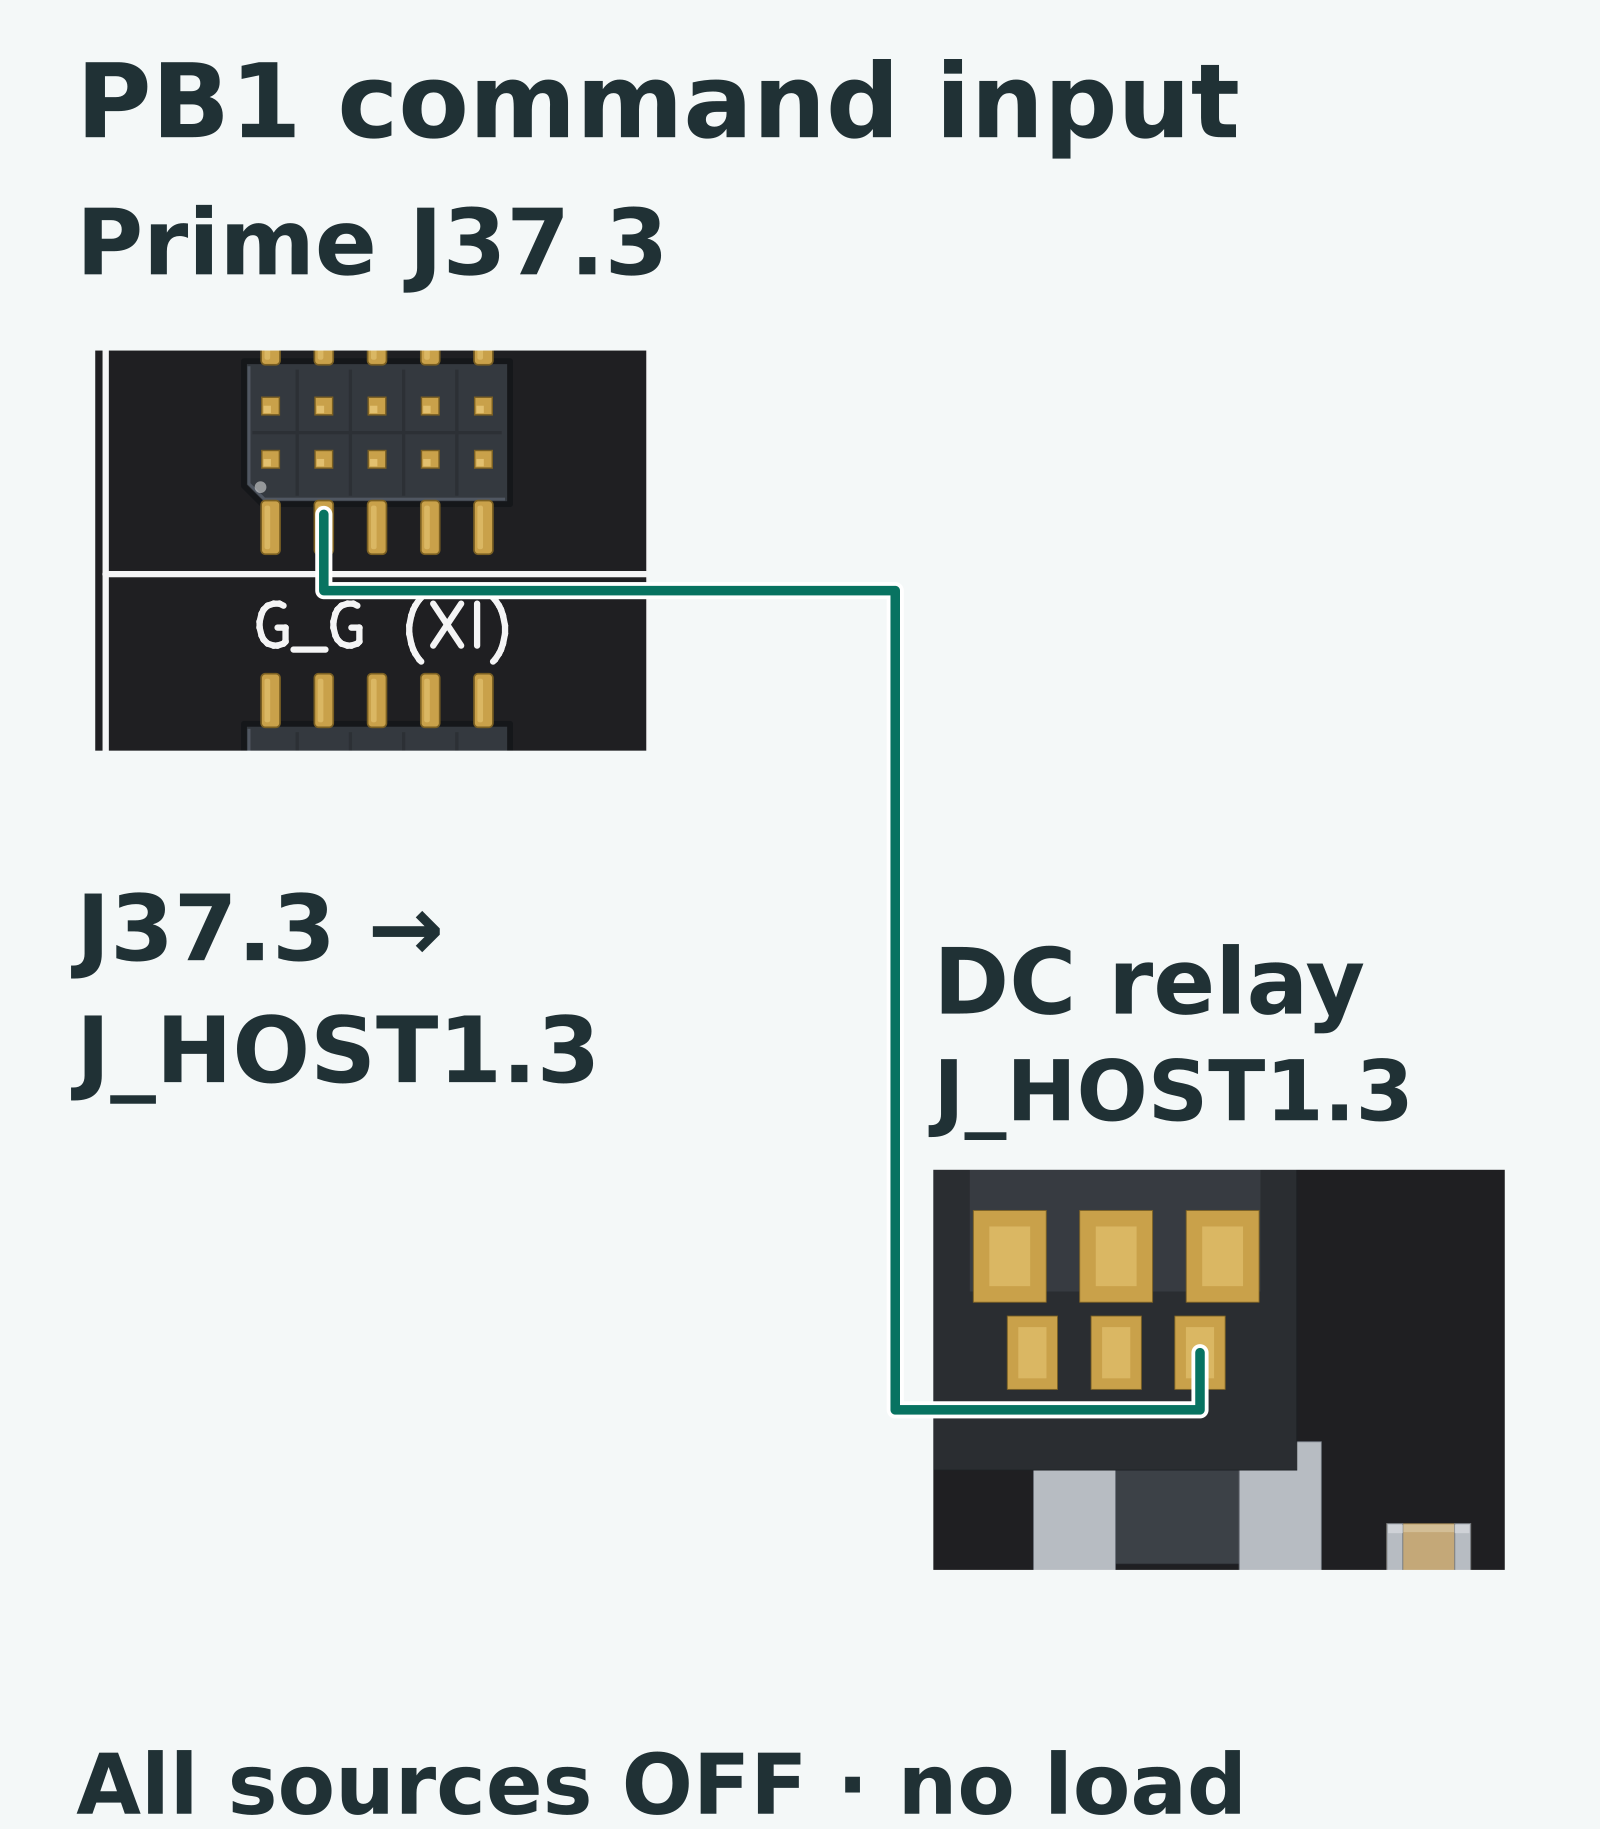 PB1 command input
Prime J37.3
G_G (XI)
J37.3 →
J_HOST1.3
DC relay
J_HOST1.3
All sources OFF · no load